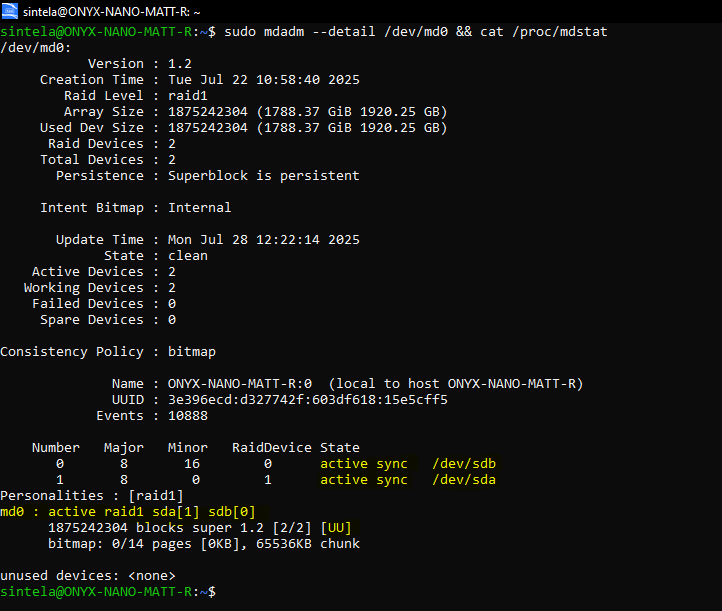 sintela@ONYX-NANO-MATT-R: ~
sintela@ONYX-NANO-MATT-R:~$ sudo mdadm --detail /dev/md0 && cat /proc/mdstat
/dev/md0:
Version : 1.2
Creation Time : Tue Jul 22 10:58:40 2025
Raid Level : raid1
Array Size : 1875242304 (1788.37 GiB 1920.25 GB)
Used Dev Size : 1875242304 (1788.37 GiB 1920.25 GB)
Raid Devices : 2
Total Devices : 2
Persistence : Superblock is persistent
Intent Bitmap : Internal
Update Time : Mon Jul 28 12:22:14 2025
State : clean
Active Devices : 2
Working Devices : 2
Failed Devices : 0
Spare Devices : 0
Consistency Policy : bitmap
Name : ONYX-NANO-MATT-R:0  (local to host ONYX-NANO-MATT-R)
UUID : 3e396ecd:d327742f:603df618:15e5cff5
Events : 10888
Number   Major   Minor   RaidDevice State
0       8       16        0      active sync   /dev/sdb
1       8        0        1      active sync   /dev/sda
Personalities : [raid1]
md0 : active raid1 sda[1] sdb[0]
1875242304 blocks super 1.2 [2/2] [UU]
bitmap: 0/14 pages [0KB], 65536KB chunk
unused devices: <none>
sintela@ONYX-NANO-MATT-R:~$